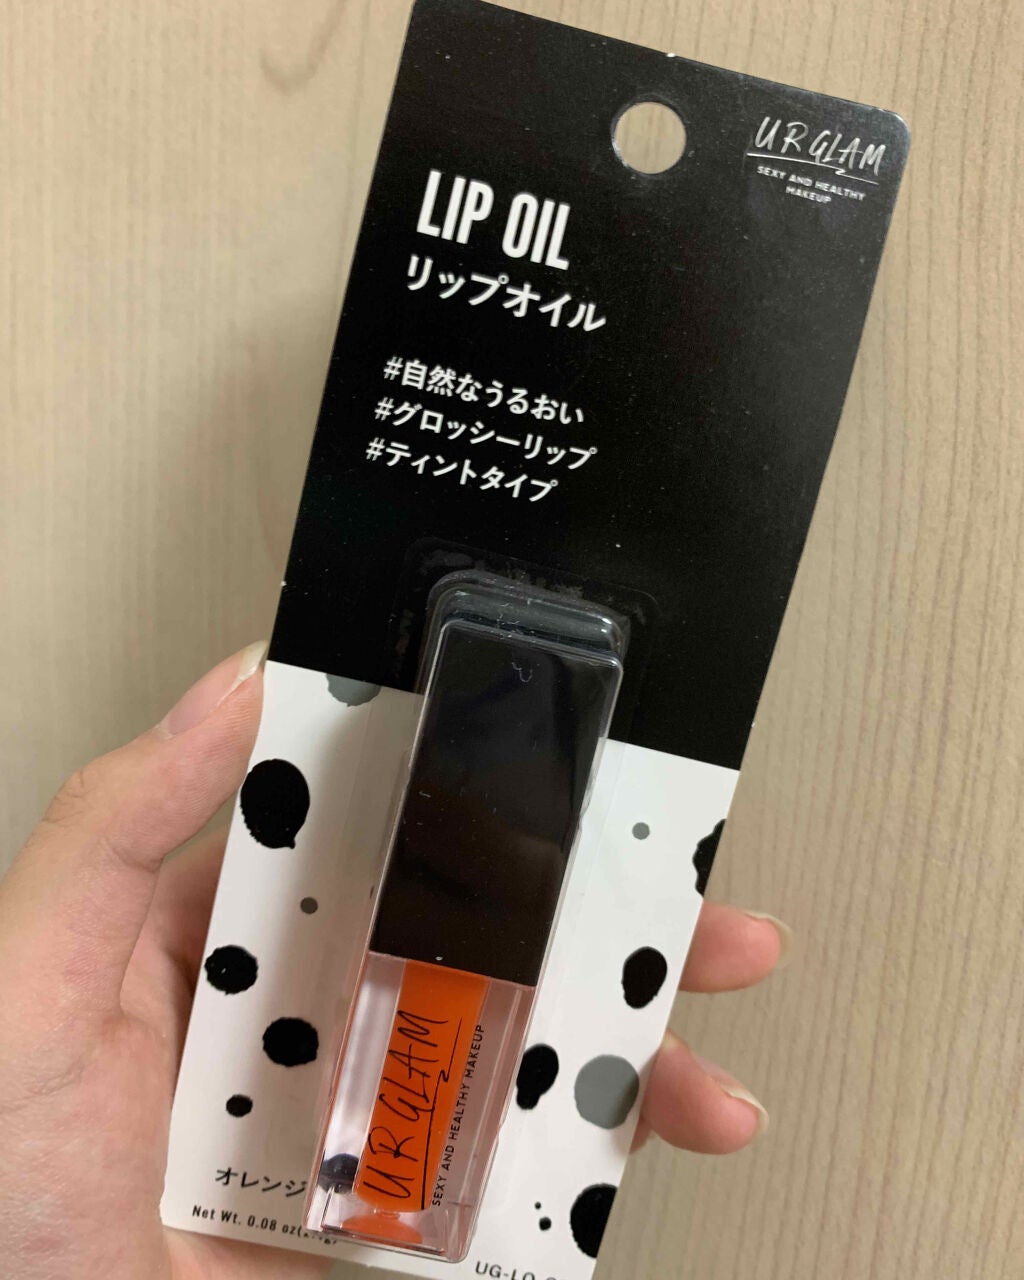 UR GLAM
SEXY AND HEALTHY
MAKEUP
LIP OIL
リップオイル
#自然なうるおい
#グロッシーリップ
#ティントタイプ
UR GLAM
SEXY AND HEALTHY MAKEUP
オレンジ
Net Wt. 0.08 oz
UG-LO